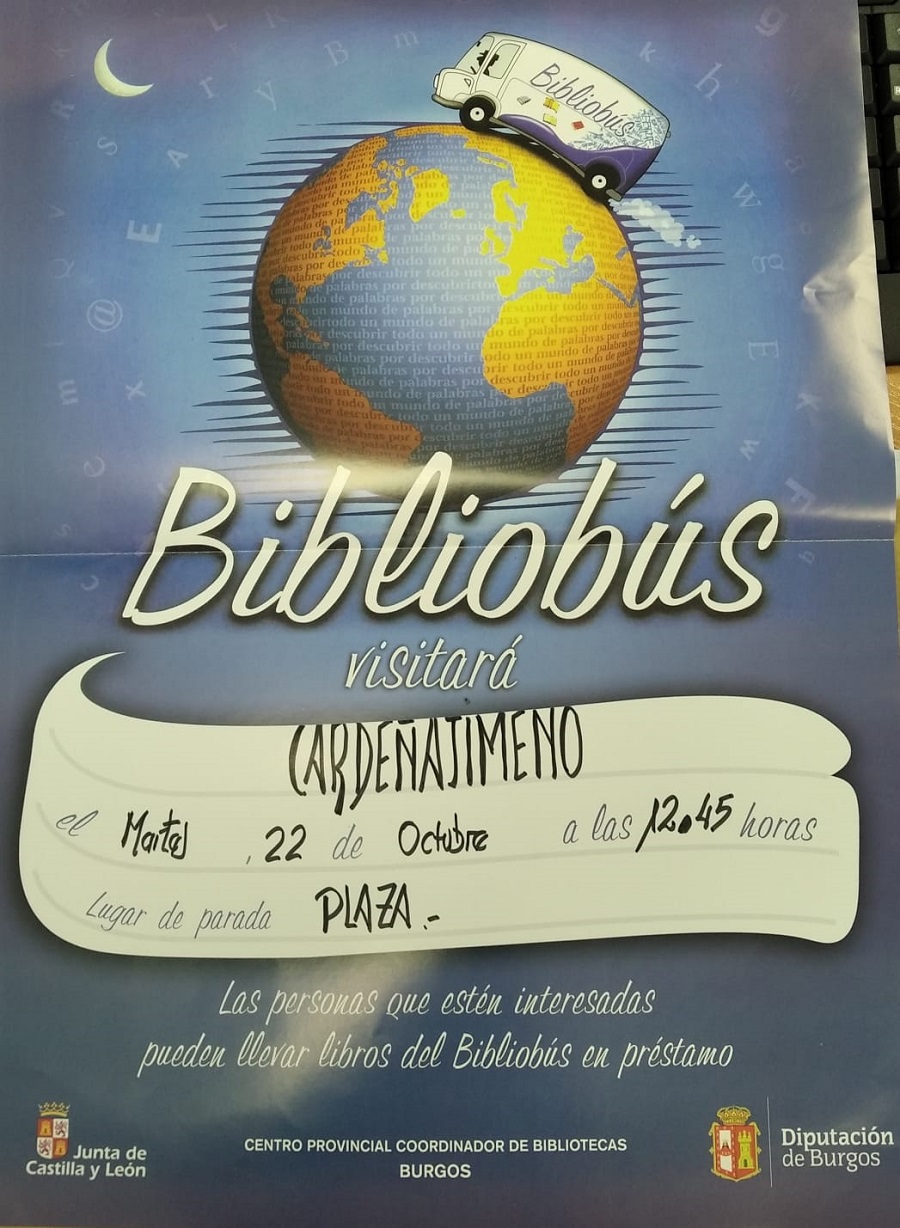 Bibliobús
Bibliobús
visitará
CARDEÑAJIMENO
el Martes, 22 de Octubre a las 12.45 horas
Lugar de parada PLAZA.-
Las personas que estén interesadas
pueden llevar libros del Bibliobús en préstamo
Junta de
Castilla y León
CENTRO PROVINCIAL COORDINADOR DE BIBLIOTECAS
BURGOS
Diputación
de Burgos